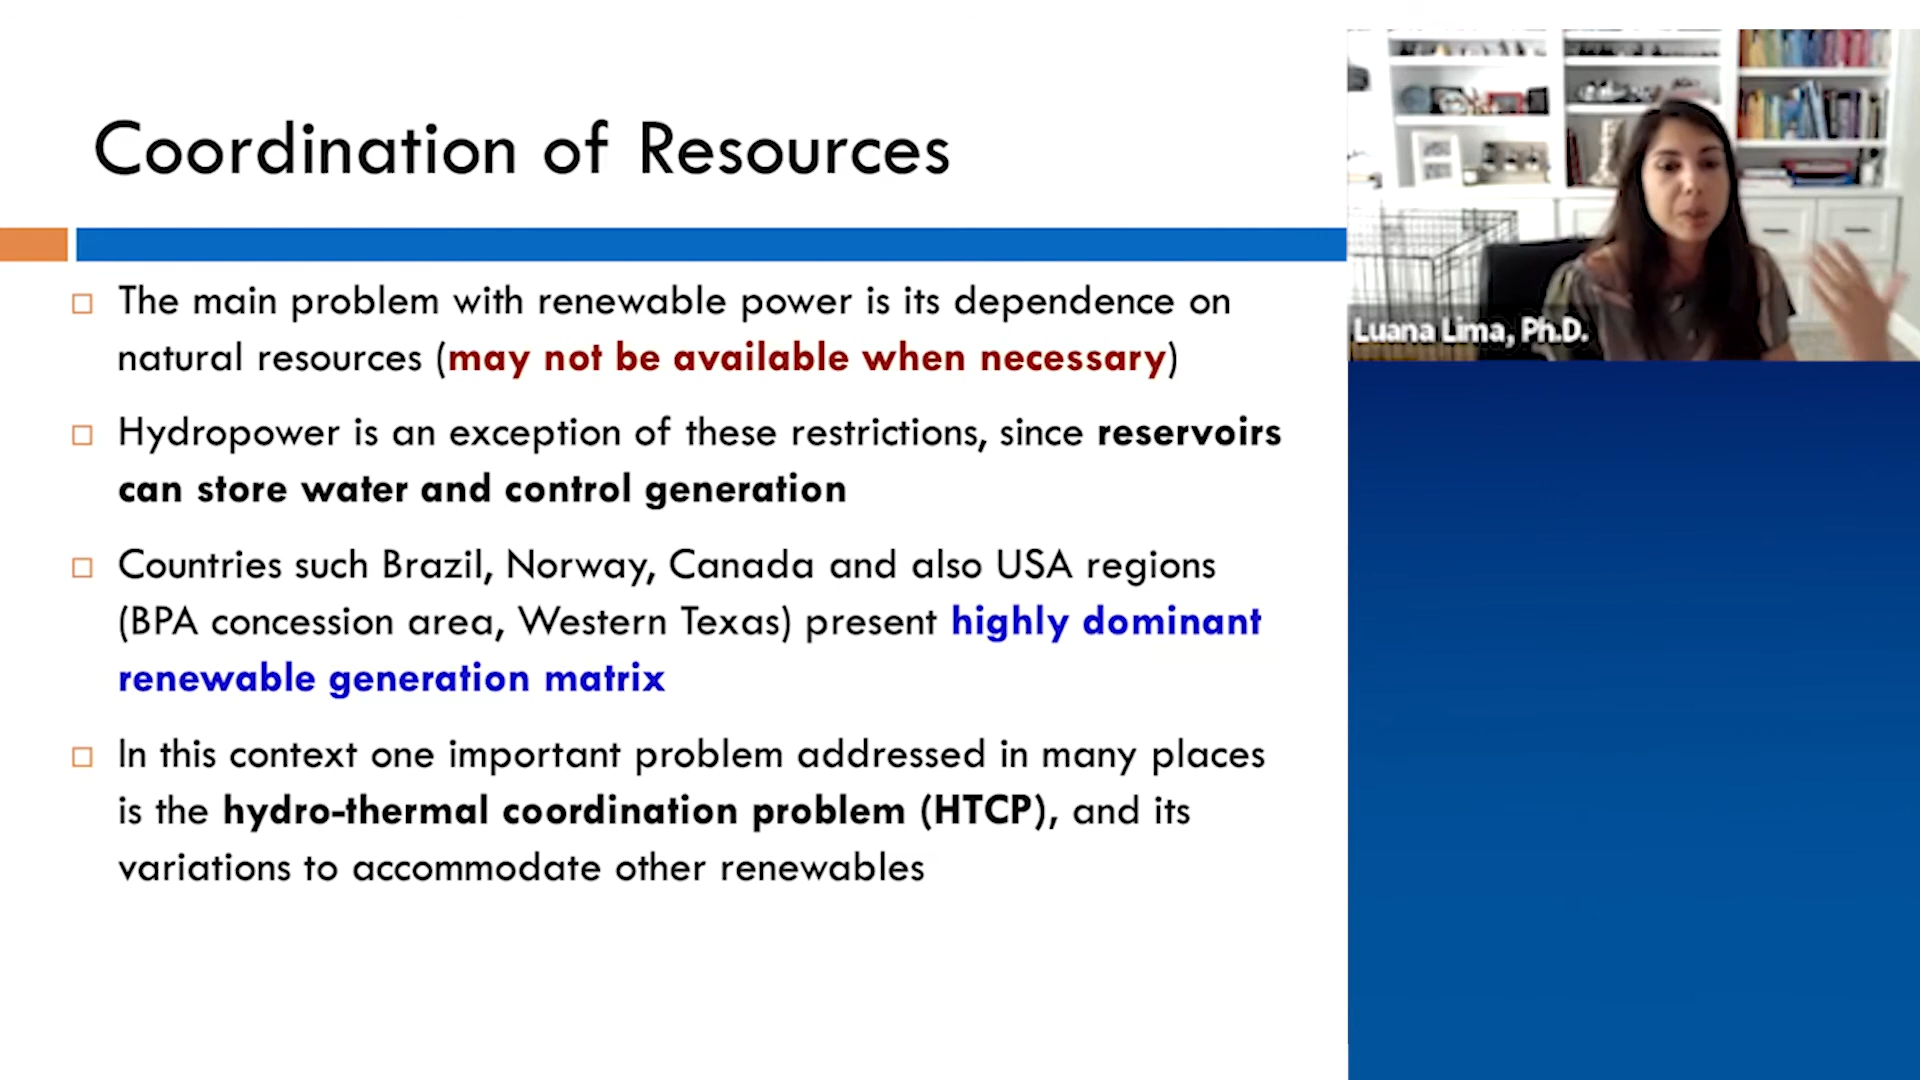 Coordination of Resources
The main problem with renewable power is its dependence on
natural resources (may not be available when necessary)
Hydropower is an exception of these restrictions, since reservoirs
can store water and control generation
Countries such Brazil, Norway, Canada and also USA regions
(BPA concession area, Western Texas) present highly dominant
renewable generation matrix
In this context one important problem addressed in many places
is the hydro-thermal coordination problem (HTCP), and its
variations to accommodate other renewables
Luana Lima, Ph.D.